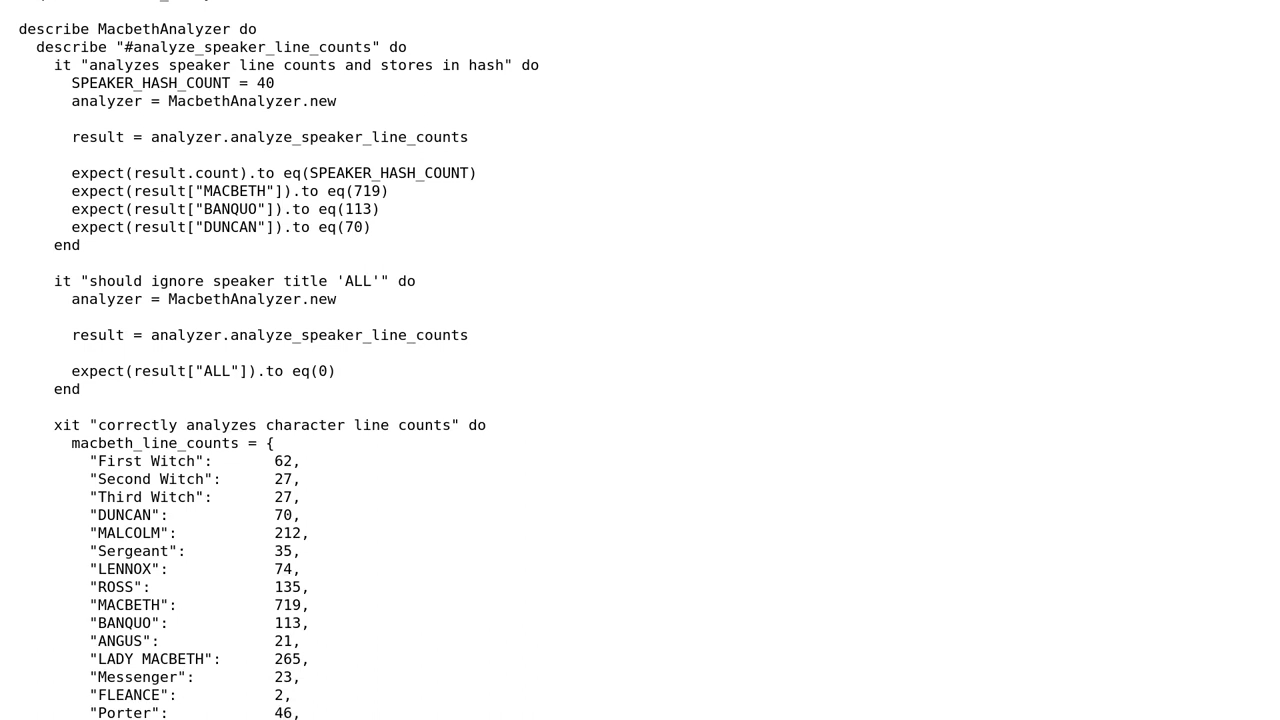 describe MacbethAnalyzer do
  describe "#analyze_speaker_line_counts" do
    it "analyzes speaker line counts and stores in hash" do
      SPEAKER_HASH_COUNT = 40
      analyzer = MacbethAnalyzer.new

      result = analyzer.analyze_speaker_line_counts

      expect(result.count).to eq(SPEAKER_HASH_COUNT)
      expect(result["MACBETH"]).to eq(719)
      expect(result["BANQUO"]).to eq(113)
      expect(result["DUNCAN"]).to eq(70)
    end

    it "should ignore speaker title 'ALL'" do
      analyzer = MacbethAnalyzer.new

      result = analyzer.analyze_speaker_line_counts

      expect(result["ALL"]).to eq(0)
    end

    xit "correctly analyzes character line counts" do
      macbeth_line_counts = {
        "First Witch":       62,
        "Second Witch":      27,
        "Third Witch":       27,
        "DUNCAN":            70,
        "MALCOLM":           212,
        "Sergeant":          35,
        "LENNOX":            74,
        "ROSS":              135,
        "MACBETH":           719,
        "BANQUO":            113,
        "ANGUS":             21,
        "LADY MACBETH":      265,
        "Messenger":         23,
        "FLEANCE":           2,
        "Porter":            46,